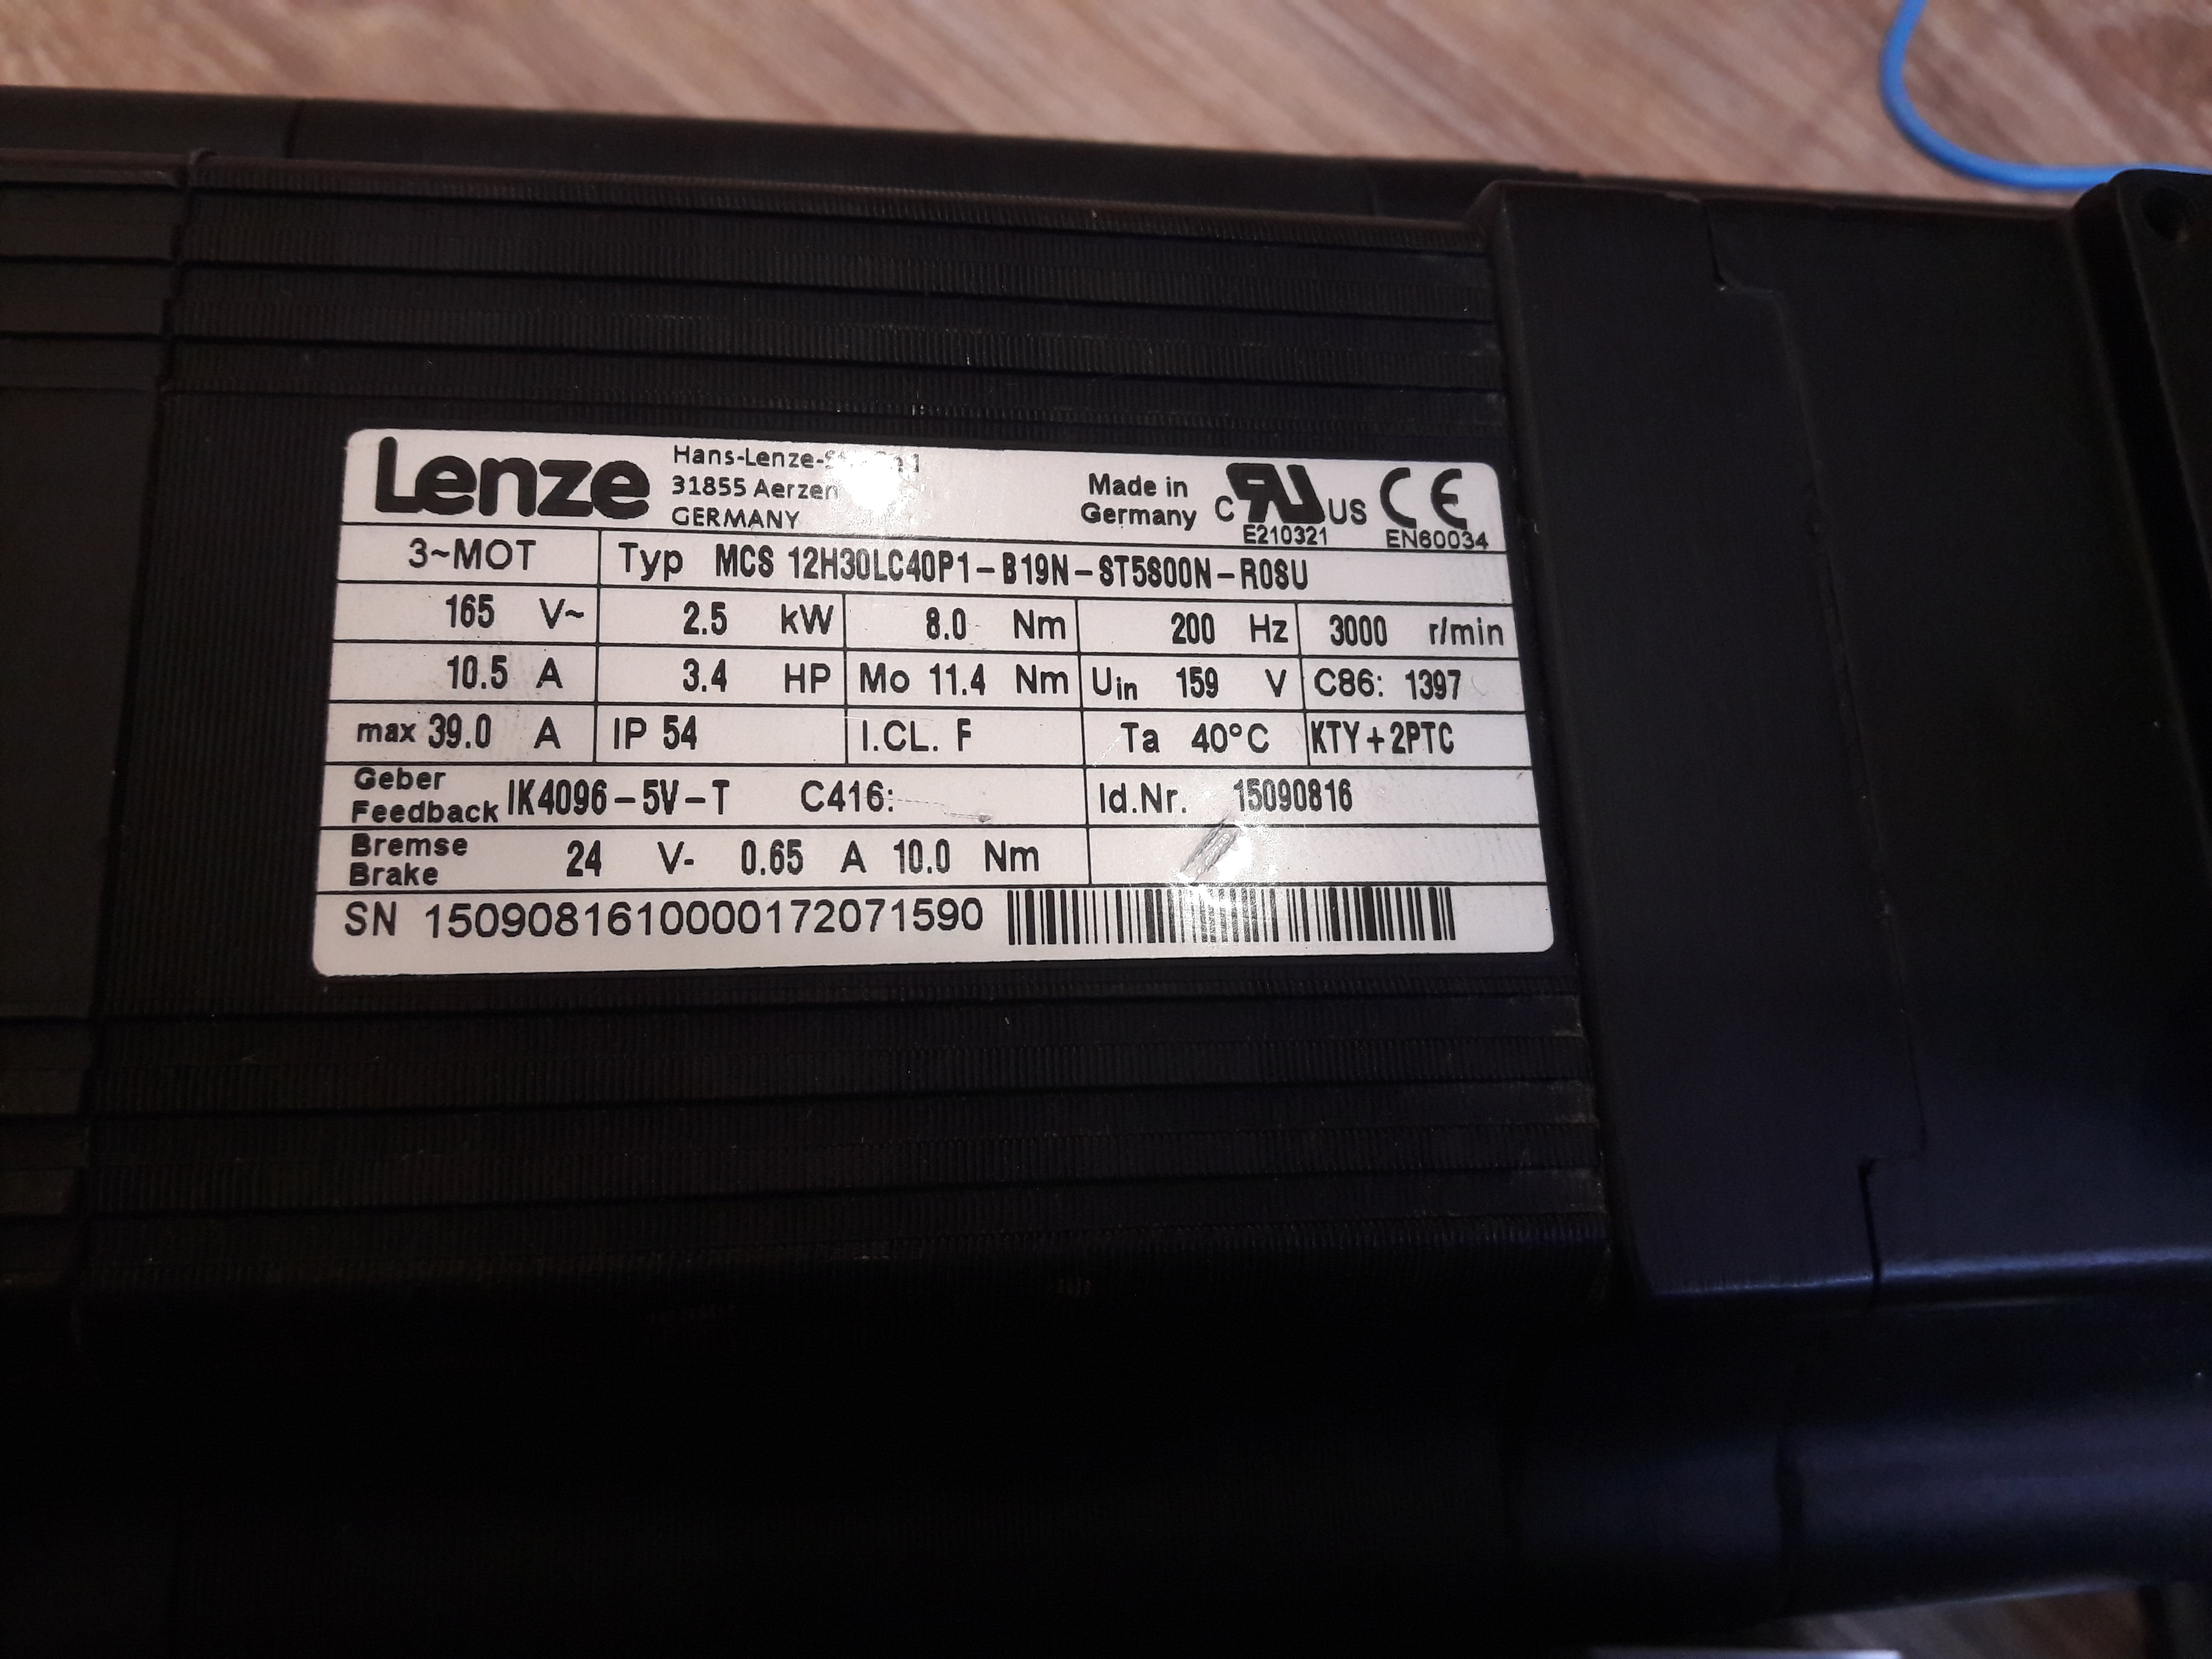 Lenze
Hans-Lenze-
31855 Aerzen
GERMANY
Made in
Germany
C RU US CE
E210321 EN60034
3~MOT Typ MCS 12H30LC40P1-B19N-ST5S00N-R0SU
165 V~ 2.5 kW 8.0 Nm 200 Hz 3000 r/min
10.5 A 3.4 HP Mo 11.4 Nm Uin 159 V C86: 1397
max 39.0 A IP 54 I.CL. F Ta 40°C KTY+2PTC
Geber
Feedback IK4096-5V-T C416: Id.Nr. 15090816
Bremse
Brake 24 V- 0.65 A 10.0 Nm
SN 1509081610000172071590